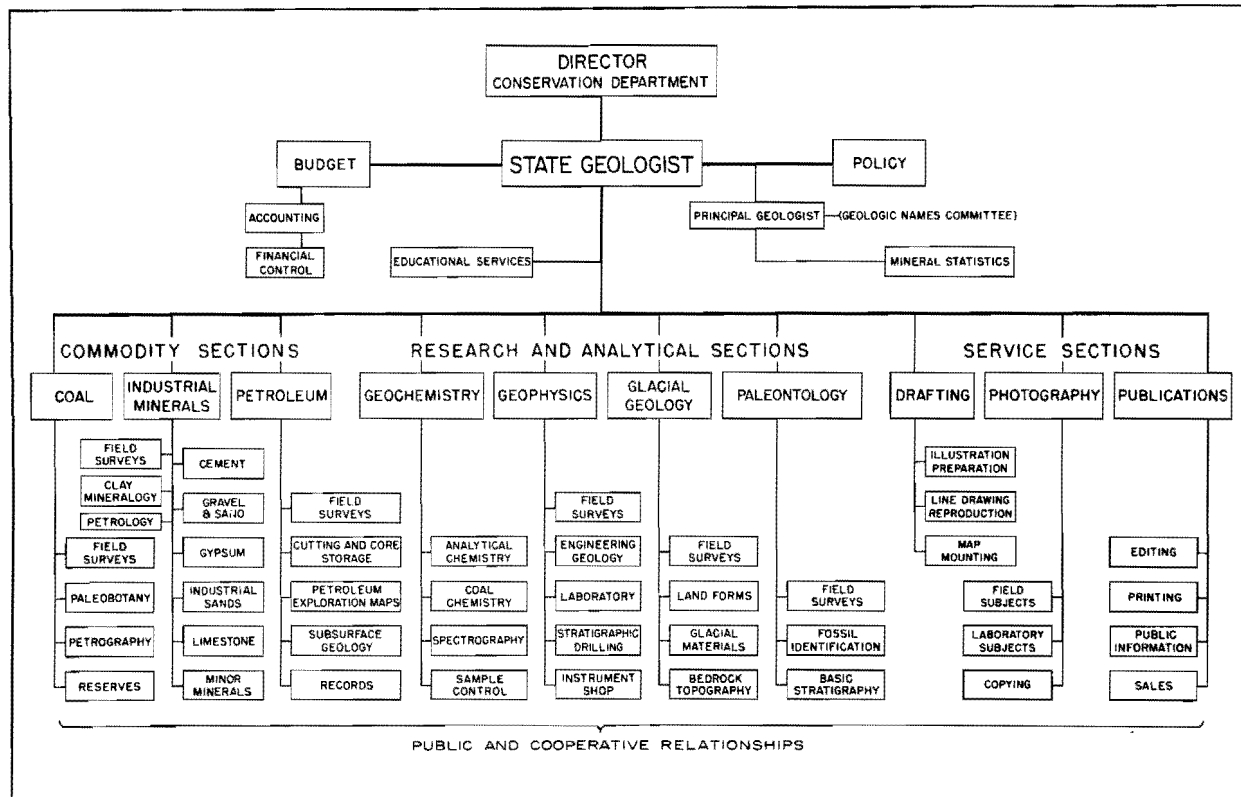 DIRECTOR
CONSERVATION DEPARTMENT
BUDGET
STATE GEOLOGIST
POLICY
ACCOUNTING
PRINCIPAL GEOLOGIST
(GEOLOGIC NAMES COMMITTEE)
FINANCIAL
CONTROL
EDUCATIONAL SERVICES
MINERAL STATISTICS
COMMODITY SECTIONS
RESEARCH AND ANALYTICAL SECTIONS
SERVICE SECTIONS
COAL
INDUSTRIAL
MINERALS
PETROLEUM
GEOCHEMISTRY
GEOPHYSICS
GLACIAL
GEOLOGY
PALEONTOLOGY
DRAFTING
PHOTOGRAPHY
PUBLICATIONS
FIELD
SURVEYS
CLAY
MINERALOGY
PETROLOGY
FIELD
SURVEYS
PALEOBOTANY
PETROGRAPHY
RESERVES
CEMENT
GRAVEL
& SAND
GYPSUM
INDUSTRIAL
SANDS
LIMESTONE
MINOR
MINERALS
FIELD
SURVEYS
CUTTING AND CORE
STORAGE
PETROLEUM
EXPLORATION MAPS
SUBSURFACE
GEOLOGY
RECORDS
ANALYTICAL
CHEMISTRY
COAL
CHEMISTRY
SPECTROGRAPHY
SAMPLE
CONTROL
FIELD
SURVEYS
ENGINEERING
GEOLOGY
LABORATORY
STRATIGRAPHIC
DRILLING
INSTRUMENT
SHOP
FIELD
SURVEYS
LAND FORMS
GLACIAL
MATERIALS
BEDROCK
TOPOGRAPHY
FIELD
SURVEYS
FOSSIL
IDENTIFICATION
BASIC
STRATIGRAPHY
ILLUSTRATION
PREPARATION
LINE DRAWING
REPRODUCTION
MAP
MOUNTING
FIELD
SUBJECTS
LABORATORY
SUBJECTS
COPYING
EDITING
PRINTING
PUBLIC
INFORMATION
SALES
PUBLIC AND COOPERATIVE RELATIONSHIPS